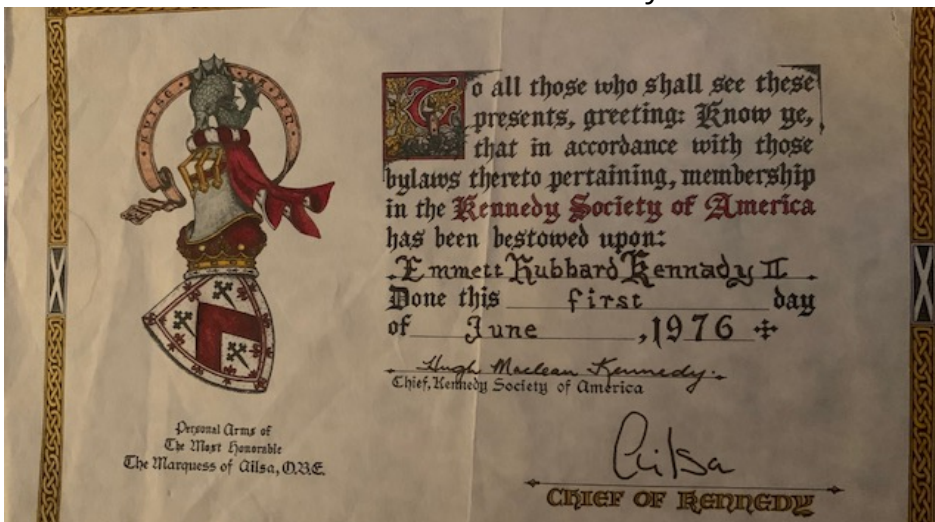 AVISE LA FIN
To all those who shall see these
presents, greeting: Know ye,
that in accordance with those
bylaws thereto pertaining, membership
in the Kennedy Society of America
has been bestowed upon:
Emmett Hubbard Kennady II
Done this first day
of June, 1976
Hugh Maclean Kennedy
Chief, Kennedy Society of America
Ailsa
CHIEF OF KENNEDY
Personal Arms of
The Most Honorable
The Marquess of Ailsa, O.B.E.